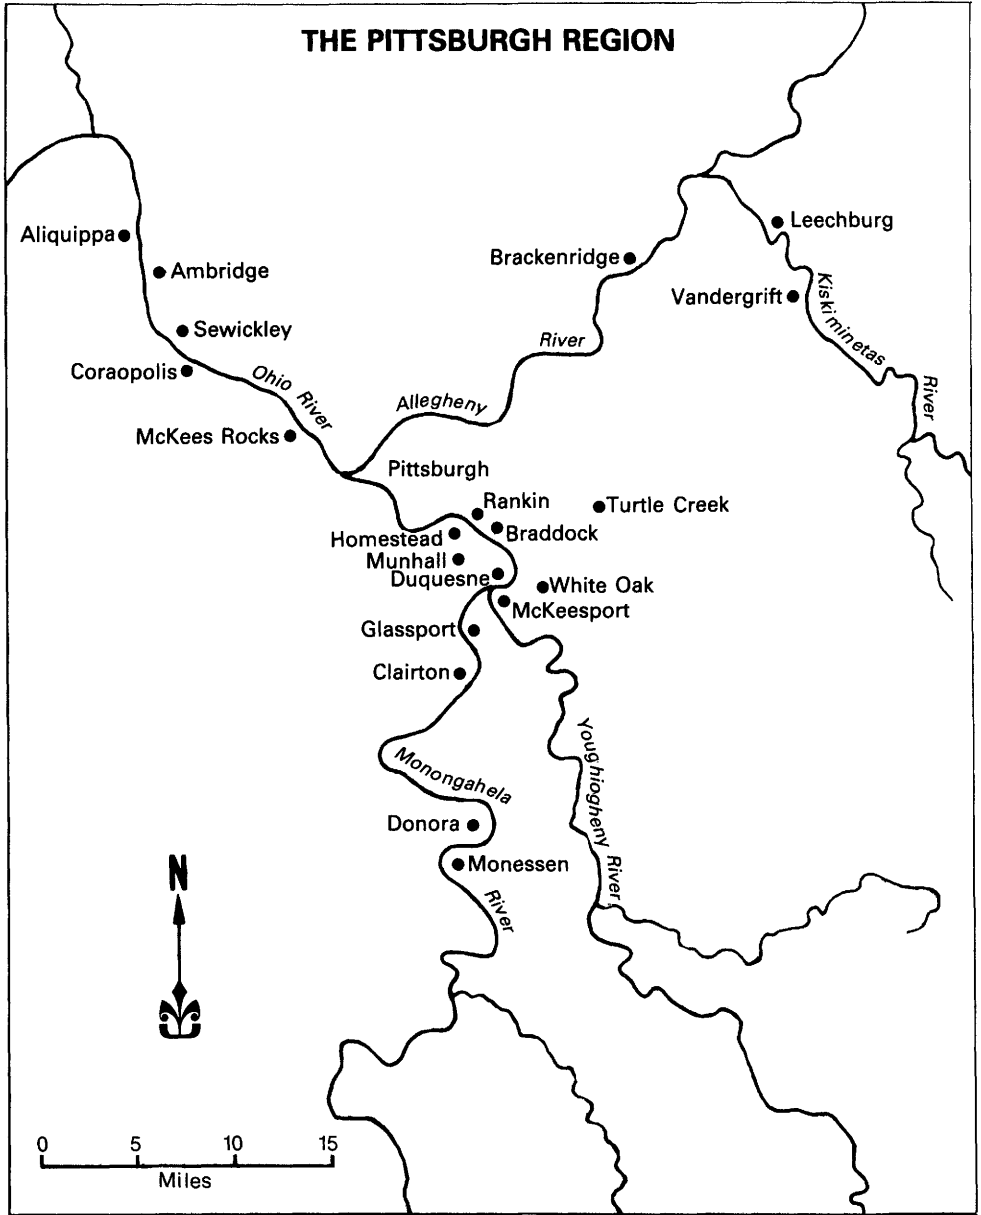 THE PITTSBURGH REGION
Leechburg
Aliquippa
Brackenridge
Ambridge
Vandergrift
Kiskiminetas
River
Sewickley
Allegheny
River
Coraopolis
Ohio River
McKees Rocks
Pittsburgh
Rankin
Turtle Creek
Homestead
Braddock
Munhall
Duquesne
White Oak
McKeesport
Glassport
Clairton
Youghiogheny River
Monongahela
River
Donora
Monessen
N
0 5 10 15
Miles